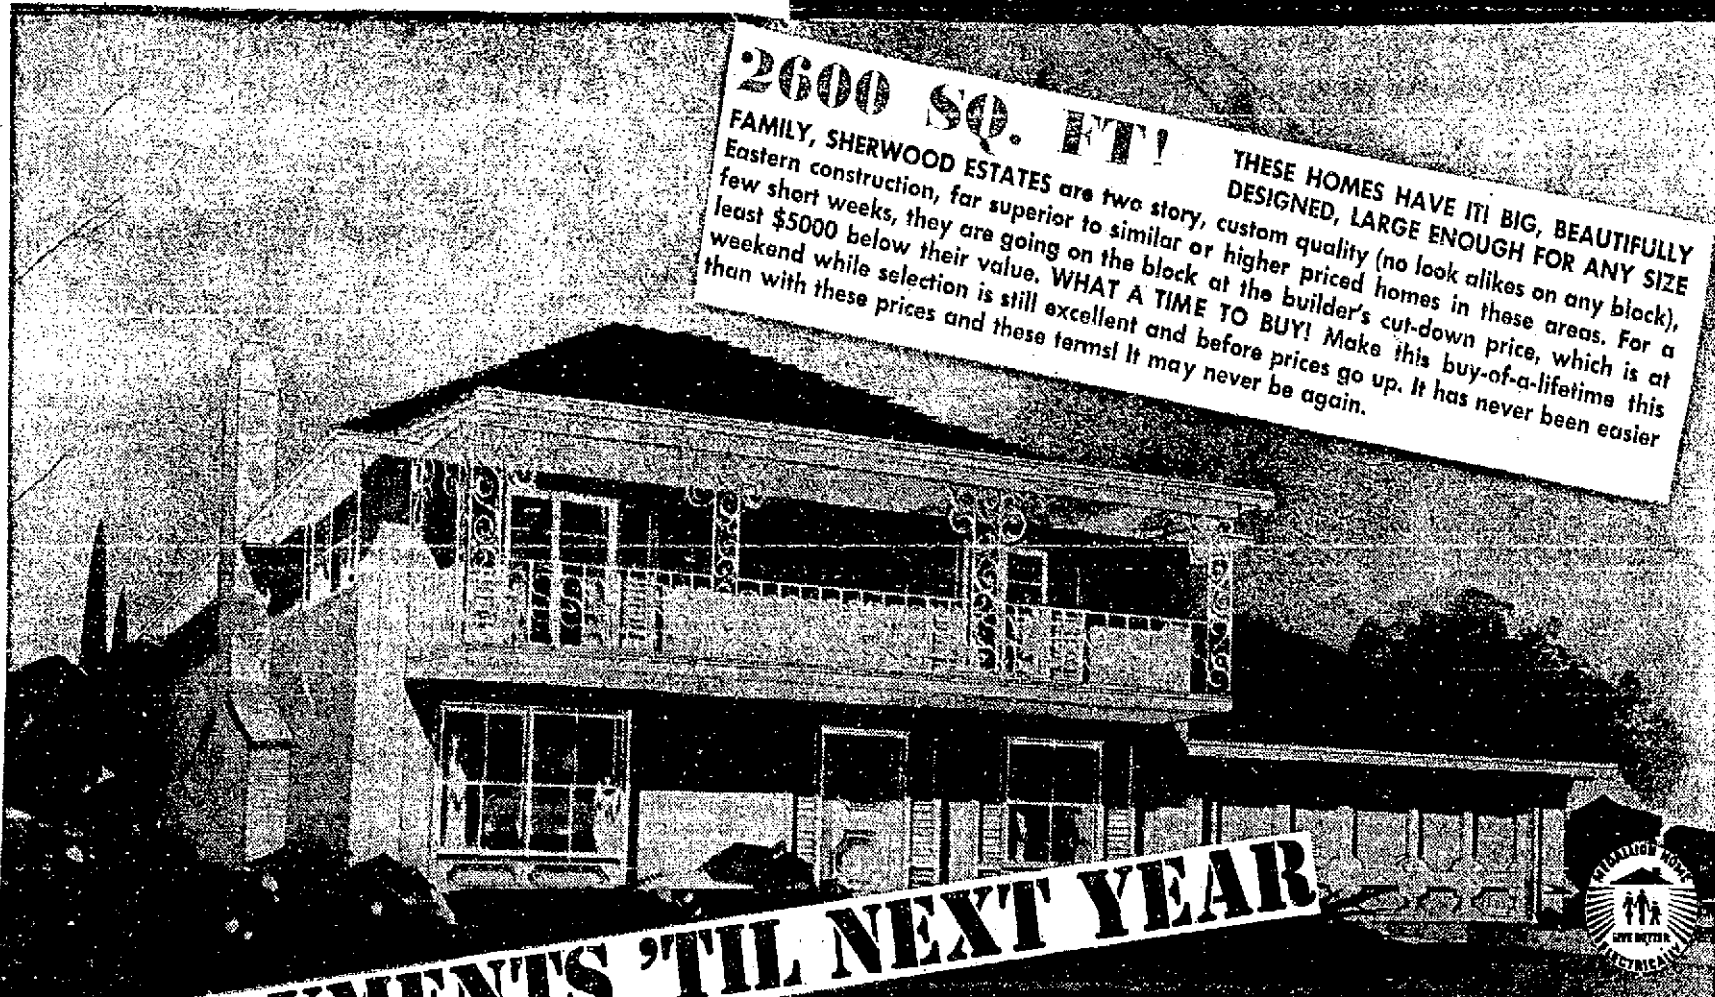 2600 SQ. FT!
THESE HOMES HAVE IT! BIG, BEAUTIFULLY
DESIGNED, LARGE ENOUGH FOR ANY SIZE
FAMILY, SHERWOOD ESTATES are two story, custom quality (no look alikes on any block),
Eastern construction, far superior to similar or higher priced homes in these areas. For a
few short weeks, they are going on the block at the builder's cut-down price, which is at
least $5000 below their value. WHAT A TIME TO BUY! Make this buy-of-a-lifetime this
weekend while selection is still excellent and before prices go up. It has never been easier
than with these prices and these terms! It may never be again.
'TIL NEXT YEAR
MEDALLION HOME
LIVE BETTER
ELECTRICALLY